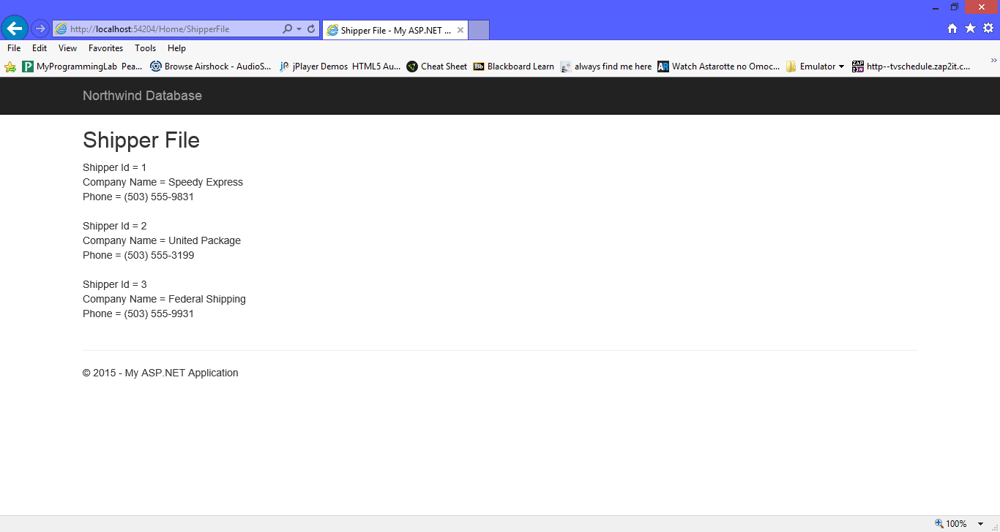 http://localhost:54204/Home/ShipperFile
Shipper File - My ASP.NET ...
File Edit View Favorites Tools Help
MyProgrammingLab Pea... Browse Airshock - AudioS... jPlayer Demos HTML5 Au... Cheat Sheet Blackboard Learn always find me here Watch Astarotte no Omoc... Emulator http--tvschedule.zap2it.c...
Northwind Database
Shipper File
Shipper Id = 1
Company Name = Speedy Express
Phone = (503) 555-9831
Shipper Id = 2
Company Name = United Package
Phone = (503) 555-3199
Shipper Id = 3
Company Name = Federal Shipping
Phone = (503) 555-9931
© 2015 - My ASP.NET Application
100%